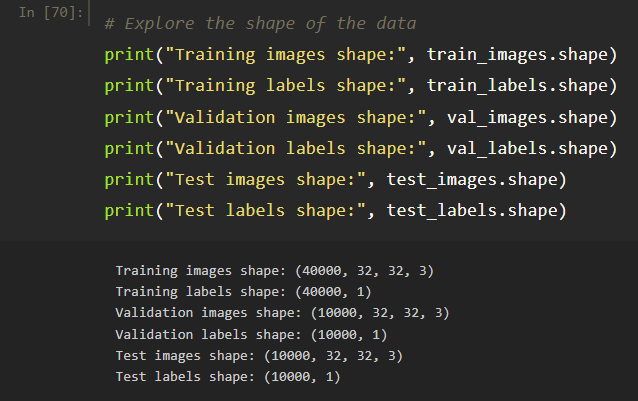 In [70]:
# Explore the shape of the data
print("Training images shape:", train_images.shape)
print("Training labels shape:", train_labels.shape)
print("Validation images shape:", val_images.shape)
print("Validation labels shape:", val_labels.shape)
print("Test images shape:", test_images.shape)
print("Test labels shape:", test_labels.shape)
Training images shape: (40000, 32, 32, 3)
Training labels shape: (40000, 1)
Validation images shape: (10000, 32, 32, 3)
Validation labels shape: (10000, 1)
Test images shape: (10000, 32, 32, 3)
Test labels shape: (10000, 1)